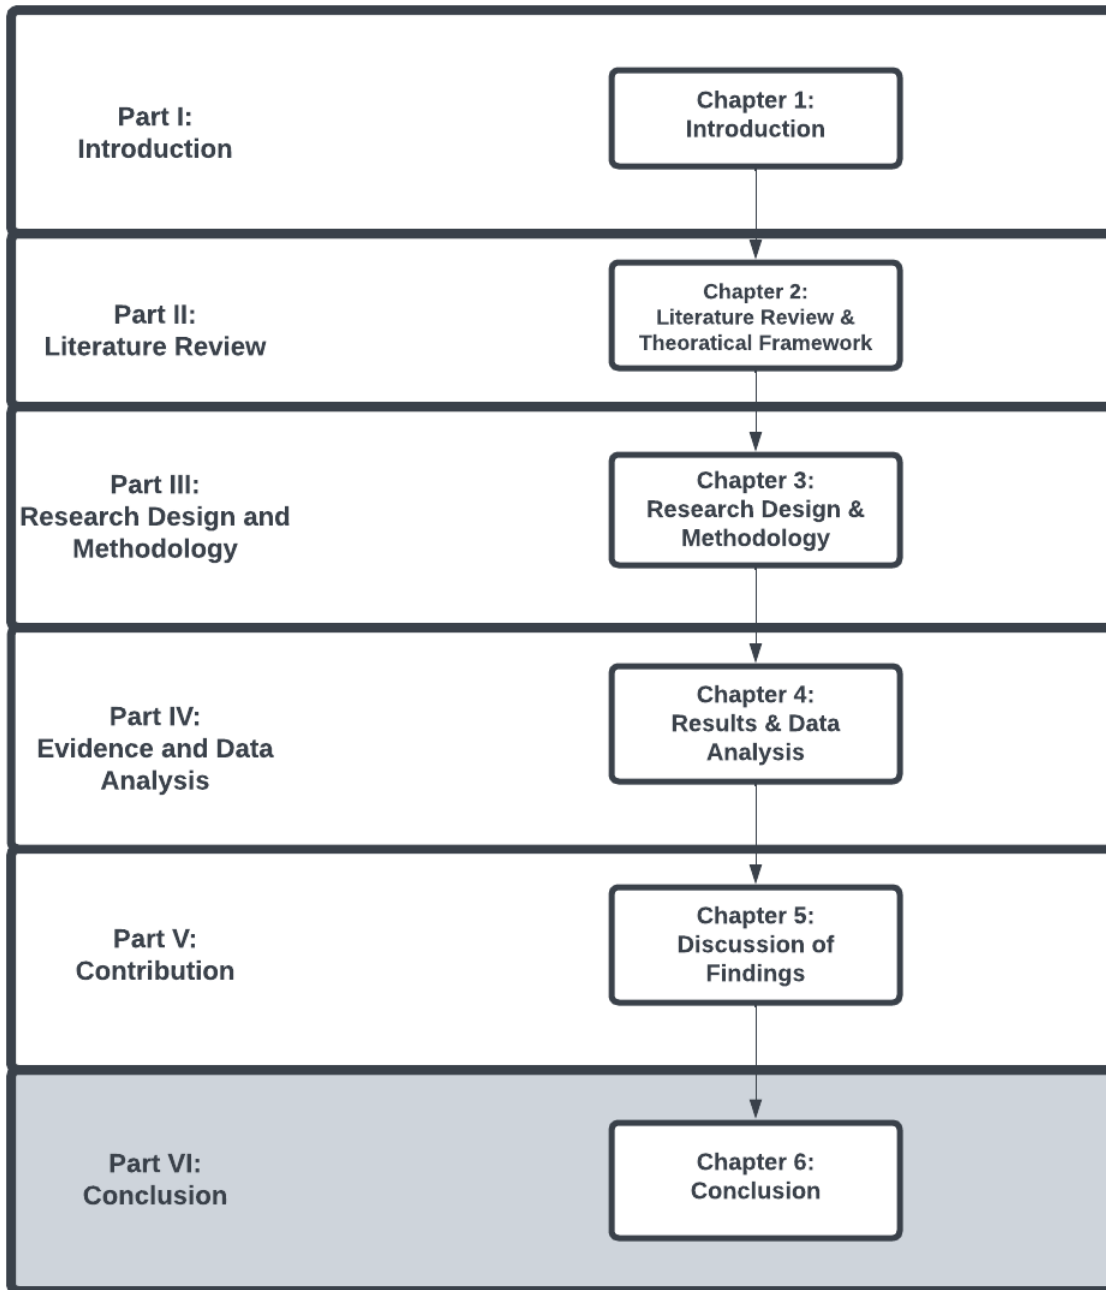 Part I:
Introduction
Chapter 1:
Introduction
Part II:
Literature Review
Chapter 2:
Literature Review &
Theoratical Framework
Part III:
Research Design and
Methodology
Chapter 3:
Research Design &
Methodology
Part IV:
Evidence and Data
Analysis
Chapter 4:
Results & Data
Analysis
Part V:
Contribution
Chapter 5:
Discussion of
Findings
Part VI:
Conclusion
Chapter 6:
Conclusion